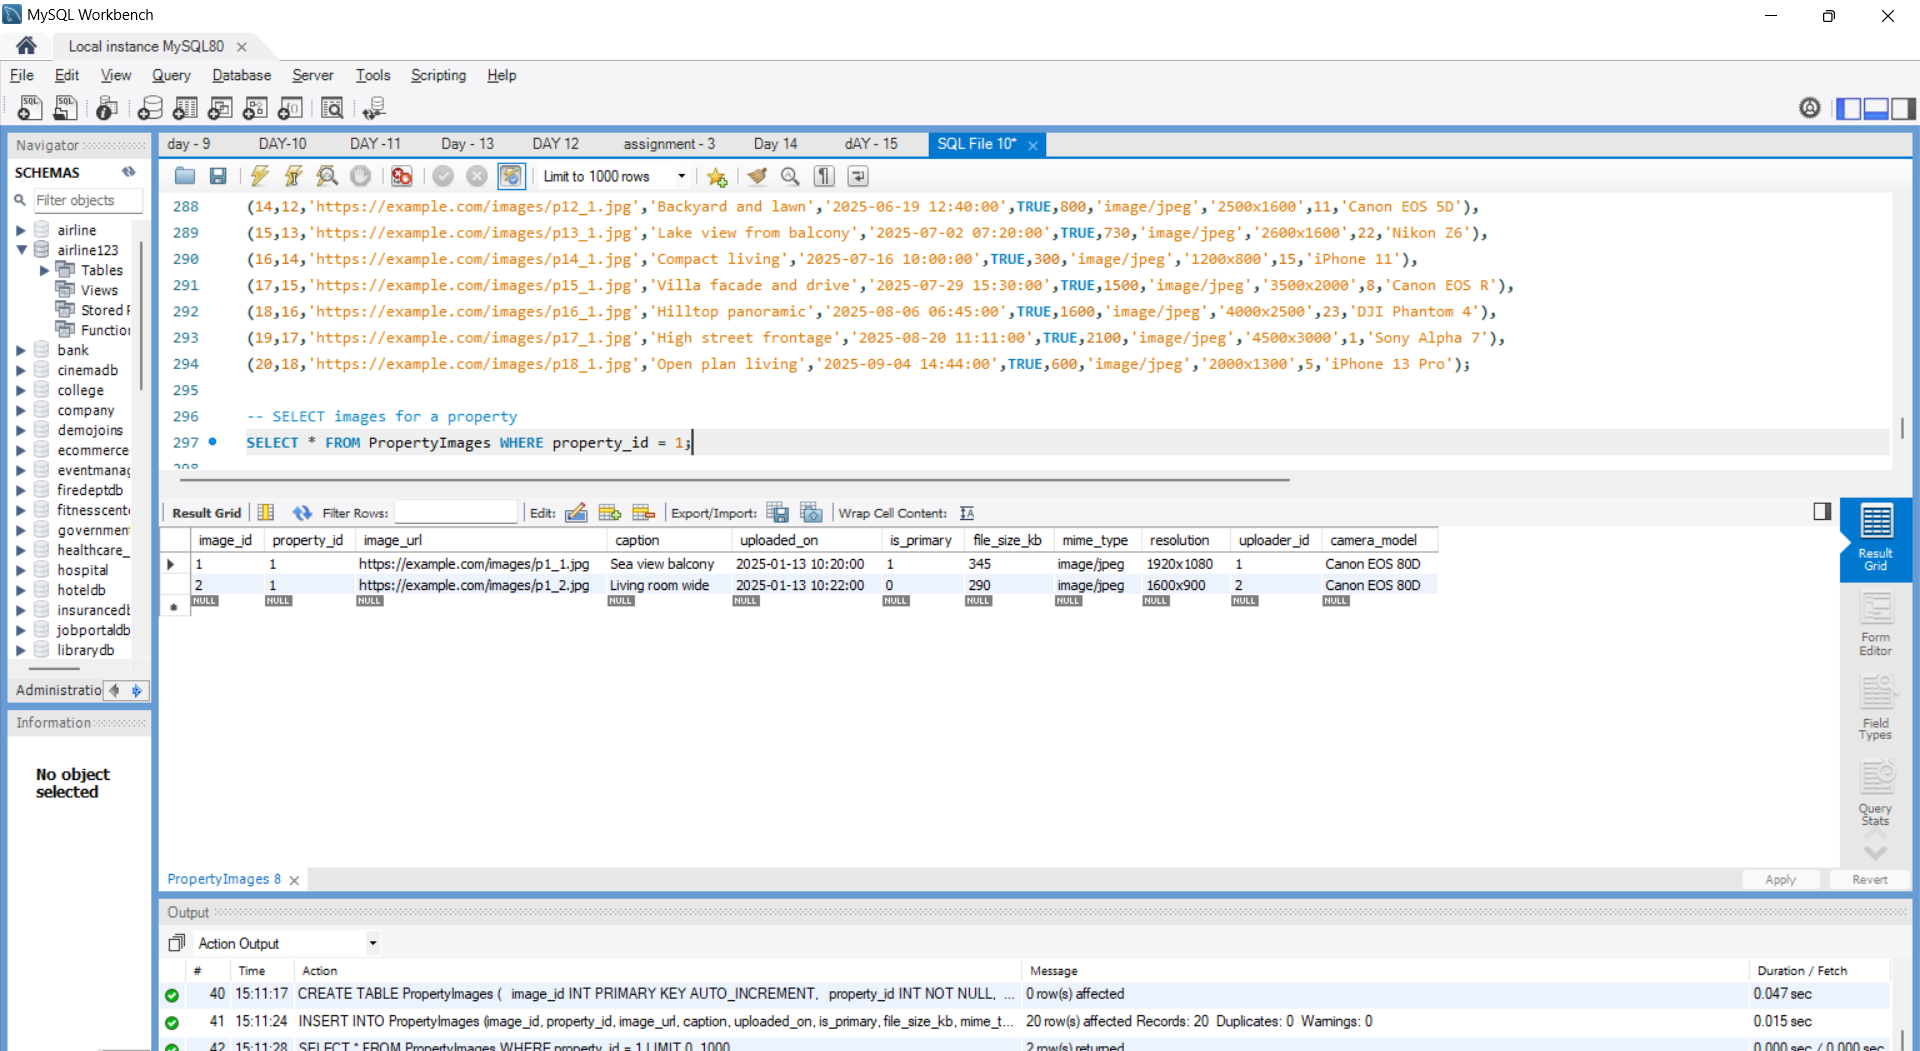 MySQL Workbench
Local instance MySQL80
File Edit View Query Database Server Tools Scripting Help
Navigator
SCHEMAS
Filter objects
airline
airline123
Tables
Views
Stored
Function
bank
cinemadb
college
company
demojoins
ecommerce
eventmanag
firedeptdb
fitnesscent
government
healthcare_
hospital
hoteldb
insurancedb
jobportaldb
librarydb
Administratio
Information
No object
selected
day - 9 DAY-10 DAY -11 Day - 13 DAY 12 assignment - 3 Day 14 dAY - 15 SQL File 10*
Limit to 1000 rows
288 (14,12,'https://example.com/images/p12_1.jpg','Backyard and lawn','2025-06-19 12:40:00',TRUE,800,'image/jpeg','2500x1600',11,'Canon EOS 5D'),
289 (15,13,'https://example.com/images/p13_1.jpg','Lake view from balcony','2025-07-02 07:20:00',TRUE,730,'image/jpeg','2600x1600',22,'Nikon Z6'),
290 (16,14,'https://example.com/images/p14_1.jpg','Compact living','2025-07-16 10:00:00',TRUE,300,'image/jpeg','1200x800',15,'iPhone 11'),
291 (17,15,'https://example.com/images/p15_1.jpg','Villa facade and drive','2025-07-29 15:30:00',TRUE,1500,'image/jpeg','3500x2000',8,'Canon EOS R'),
292 (18,16,'https://example.com/images/p16_1.jpg','Hilltop panoramic','2025-08-06 06:45:00',TRUE,1600,'image/jpeg','4000x2500',23,'DJI Phantom 4'),
293 (19,17,'https://example.com/images/p17_1.jpg','High street frontage','2025-08-20 11:11:00',TRUE,2100,'image/jpeg','4500x3000',1,'Sony Alpha 7'),
294 (20,18,'https://example.com/images/p18_1.jpg','Open plan living','2025-09-04 14:44:00',TRUE,600,'image/jpeg','2000x1300',5,'iPhone 13 Pro');
295
296 -- SELECT images for a property
297 SELECT * FROM PropertyImages WHERE property_id = 1;
298
Result Grid Filter Rows: Edit: Export/Import: Wrap Cell Content:
image_id property_id image_url caption uploaded_on is_primary file_size_kb mime_type resolution uploader_id camera_model
1 1 https://example.com/images/p1_1.jpg Sea view balcony 2025-01-13 10:20:00 1 345 image/jpeg 1920x1080 1 Canon EOS 80D
2 1 https://example.com/images/p1_2.jpg Living room wide 2025-01-13 10:22:00 0 290 image/jpeg 1600x900 2 Canon EOS 80D
NULL NULL NULL NULL NULL NULL NULL NULL NULL NULL NULL
Result
Grid
Form
Editor
Field
Types
Query
Stats
PropertyImages 8
Apply Revert
Output
Action Output
# Time Action Message Duration / Fetch
40 15:11:17 CREATE TABLE PropertyImages ( image_id INT PRIMARY KEY AUTO_INCREMENT, property_id INT NOT NULL, ... 0 row(s) affected 0.047 sec
41 15:11:24 INSERT INTO PropertyImages (image_id, property_id, image_url, caption, uploaded_on, is_primary, file_size_kb, mime_t... 20 row(s) affected Records: 20 Duplicates: 0 Warnings: 0 0.015 sec
42 15:11:28 SELECT * FROM PropertyImages WHERE property_id = 1 LIMIT 0, 1000 2 row(s) returned 0.000 sec / 0.000 sec